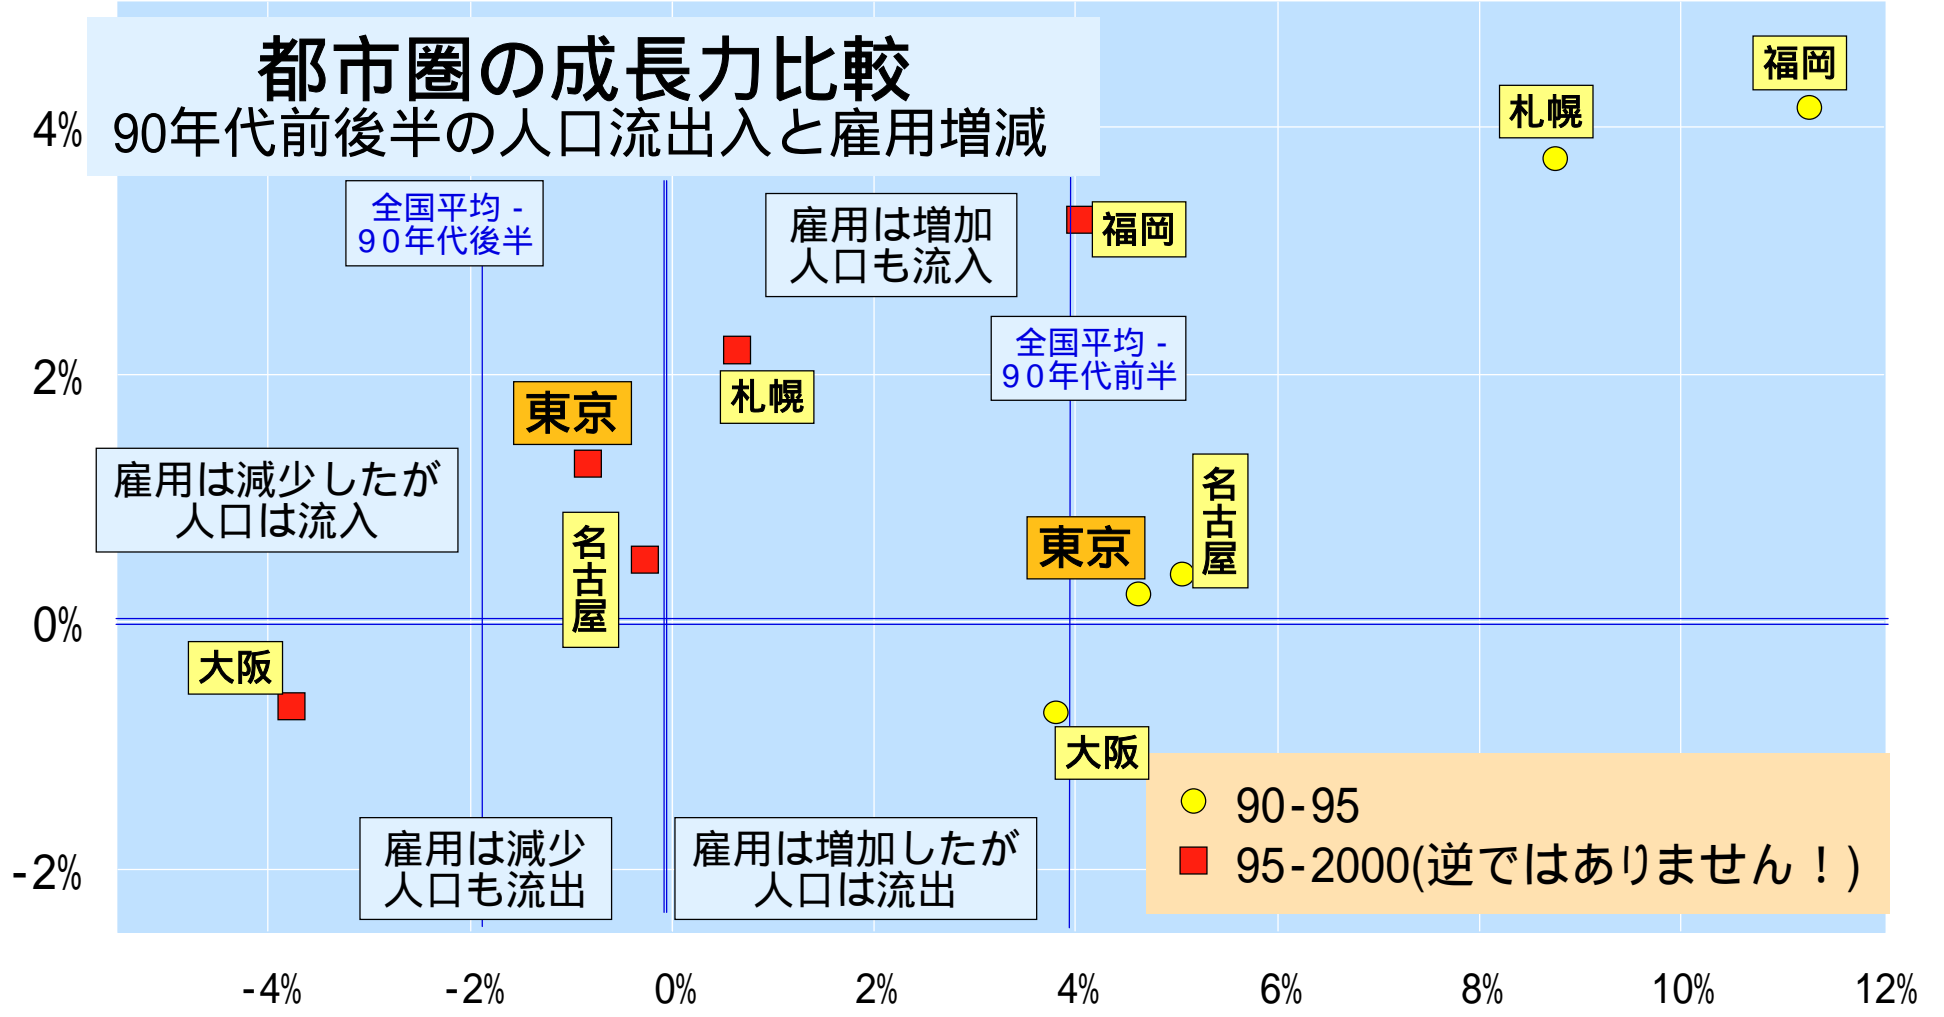 都市圏の成長力比較
90年代前後半の人口流出入と雇用増減
福岡
札幌
4%
全国平均-
90年代後半
雇用は増加
人口も流入
福岡
全国平均-
90年代前半
2%
札幌
東京
雇用は減少したが
人口は流入
名古屋
東京
名古屋
0%
大阪
大阪
90-95
95-2000(逆ではありません！)
-2%
雇用は減少
人口も流出
雇用は増加したが
人口は流出
-4%
-2%
0%
2%
4%
6%
8%
10%
12%